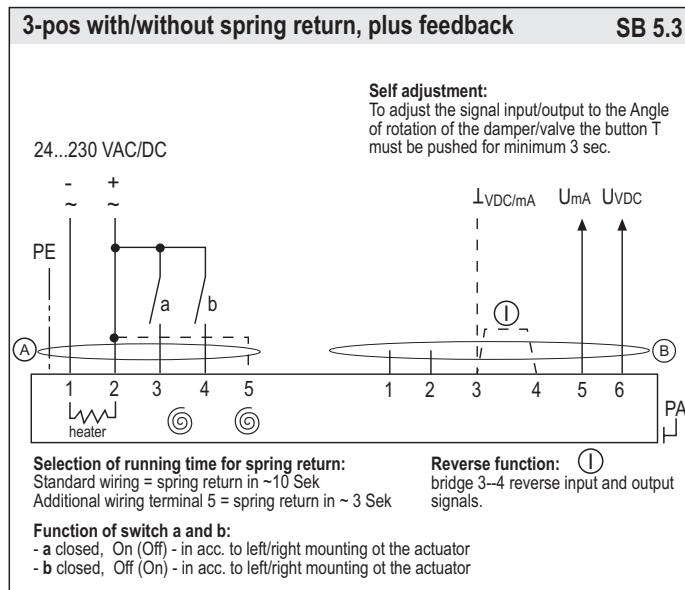 3-pos with/without spring return, plus feedback SB 5.3
Self adjustment:
To adjust the signal input/output to the Angle
of rotation of the damper/valve the button T
must be pushed for minimum 3 sec.
24...230 VAC/DC
- +
~ ~
⊥VDC/mA UmA UVDC
PE
a b
I
A B
1 2 3 4 5 1 2 3 4 5 6
heater
PA
Selection of running time for spring return:
Standard wiring = spring return in ~10 Sek
Additional wiring terminal 5 = spring return in ~ 3 Sek
Reverse function: I
bridge 3--4 reverse input and output
signals.
Function of switch a and b:
- a closed, On (Off) - in acc. to left/right mounting ot the actuator
- b closed, Off (On) - in acc. to left/right mounting ot the actuator